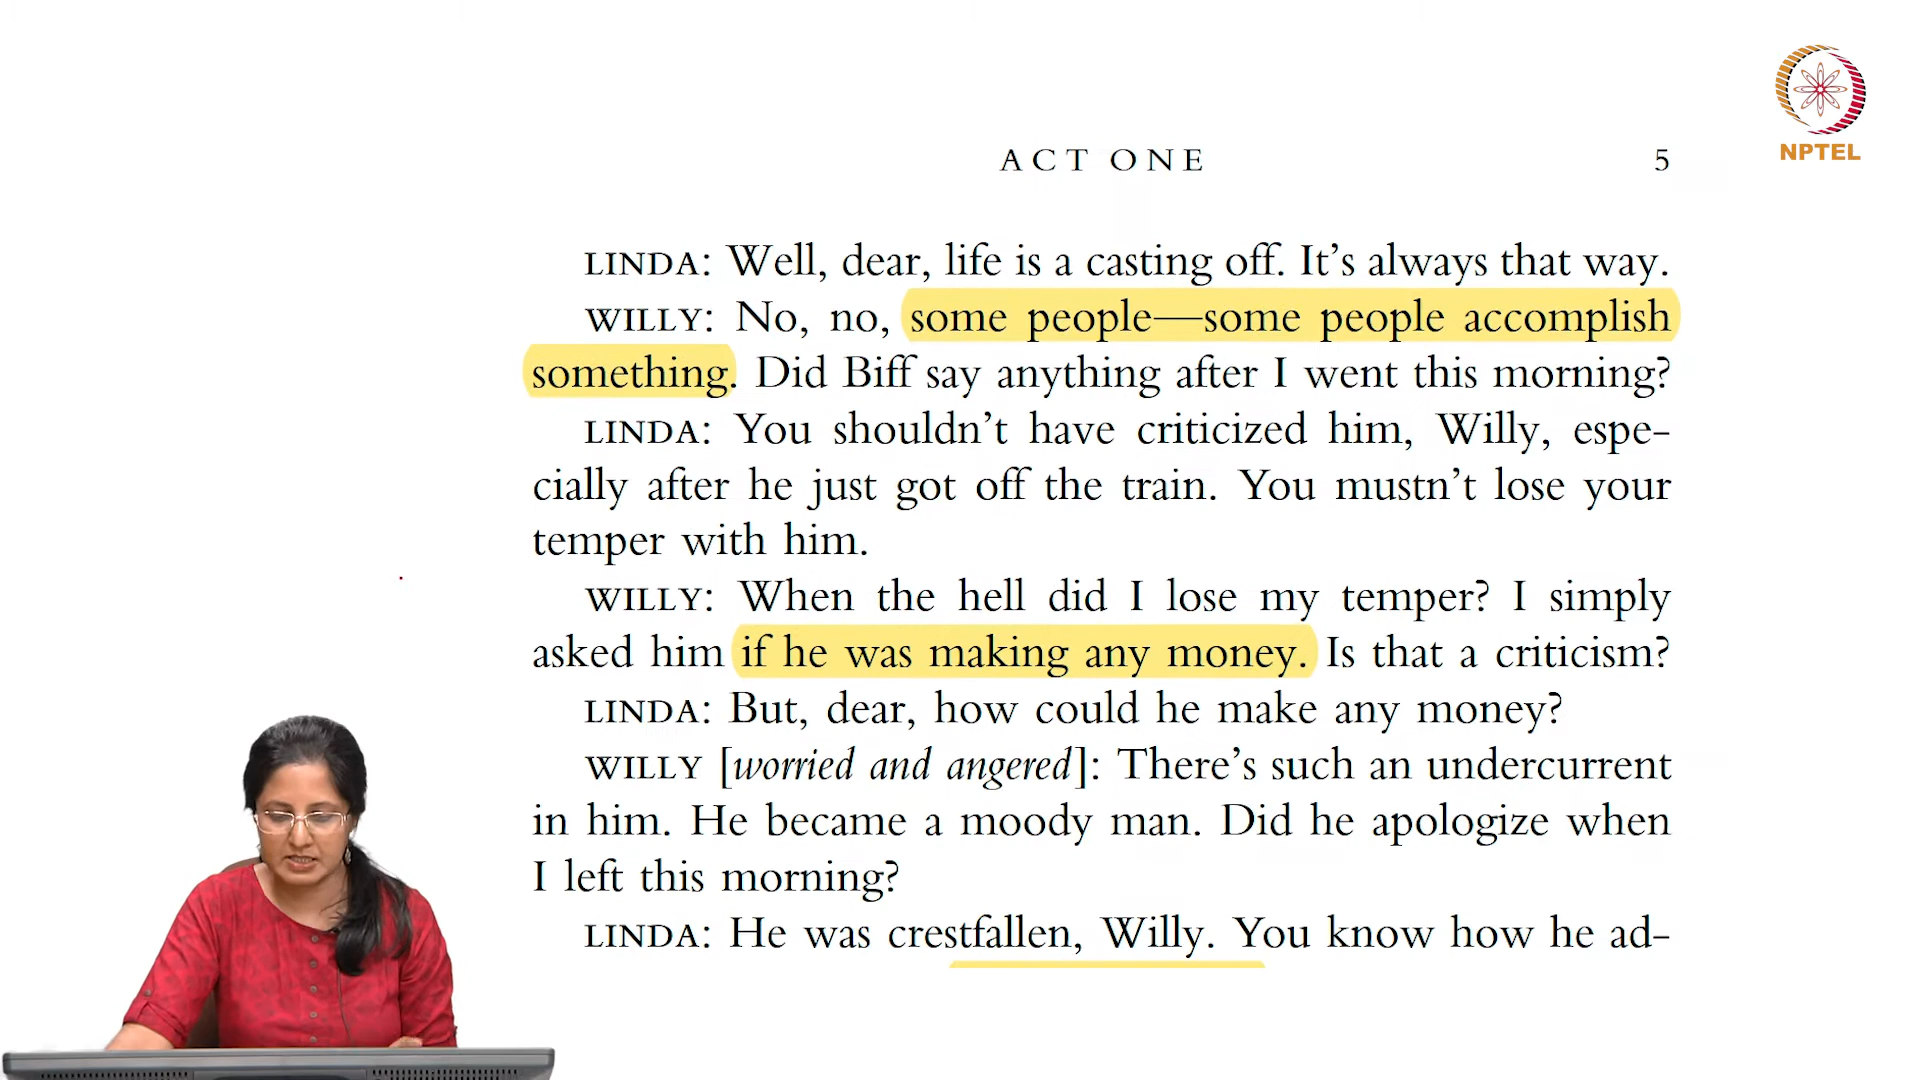 NPTEL
ACT ONE 5
LINDA: Well, dear, life is a casting off. It’s always that way.
WILLY: No, no, some people—some people accomplish
something. Did Biff say anything after I went this morning?
LINDA: You shouldn’t have criticized him, Willy, espe-
cially after he just got off the train. You mustn’t lose your
temper with him.
WILLY: When the hell did I lose my temper? I simply
asked him if he was making any money. Is that a criticism?
LINDA: But, dear, how could he make any money?
WILLY [worried and angered]: There’s such an undercurrent
in him. He became a moody man. Did he apologize when
I left this morning?
LINDA: He was crestfallen, Willy. You know how he ad-